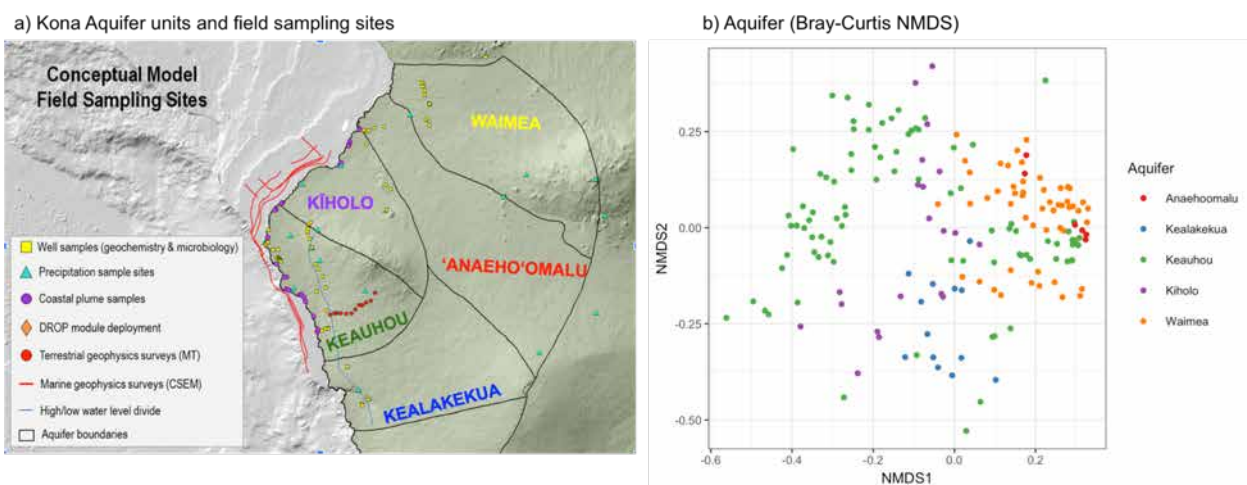 a) Kona Aquifer units and field sampling sites
Conceptual Model
Field Sampling Sites
WAIMEA
KĪHOLO
‘ANAEHO‘OMALU
KEAUHOU
KEALAKEKUA
Well samples (geochemistry & microbiology)
Precipitation sample sites
Coastal plume samples
DROP module deployment
Terrestrial geophysics surveys (MT)
Marine geophysics surveys (CSEM)
High/low water level divide
Aquifer boundaries
b) Aquifer (Bray-Curtis NMDS)
NMDS2
0.25
0.00
-0.25
-0.50
-0.6
-0.4
-0.2
0.0
0.2
NMDS1
Aquifer
Anaehoomalu
Kealakekua
Keauhou
Kiholo
Waimea